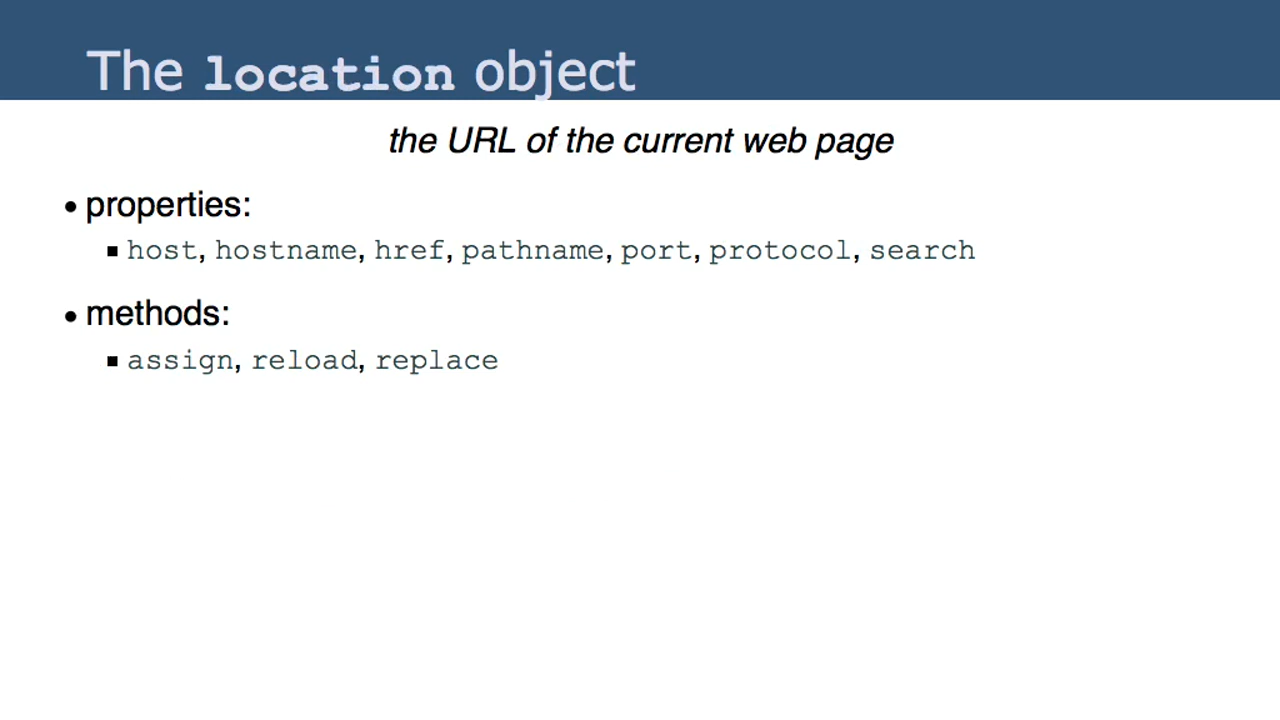 The location object
the URL of the current web page
• properties:
▪ host, hostname, href, pathname, port, protocol, search
• methods:
▪ assign, reload, replace